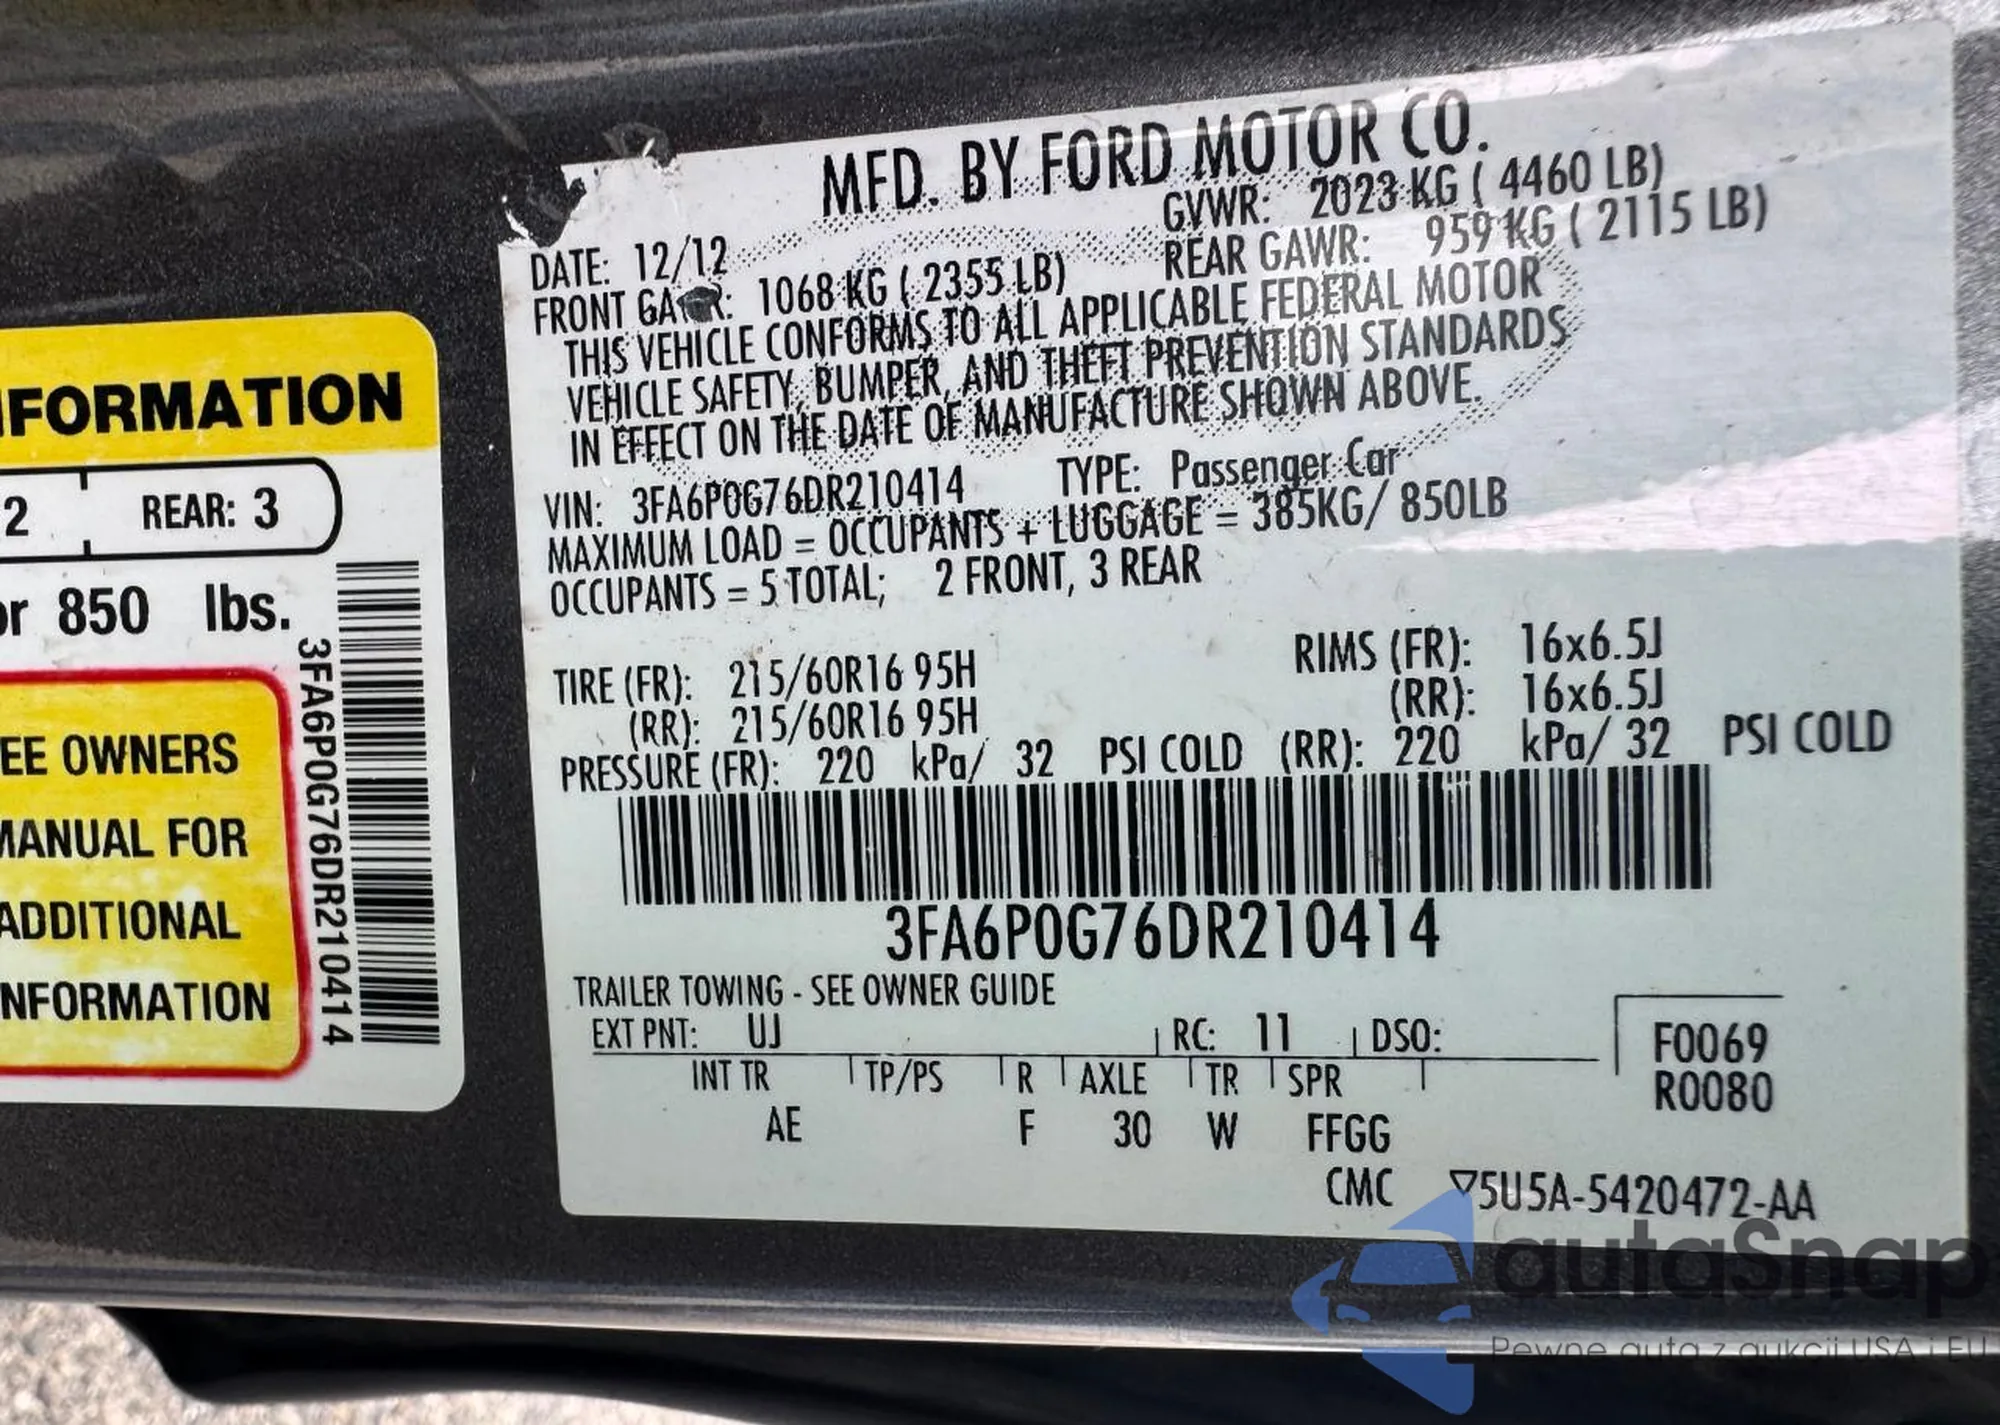 NFORMATION
2 REAR: 3
or 850 lbs.
EE OWNERS
MANUAL FOR
ADDITIONAL
NFORMATION
3FA6P0G76DR210414
MFD. BY FORD MOTOR CO.
DATE: 12/12 GVWR: 2023 KG ( 4460 LB)
FRONT GAWR: 1068 KG ( 2355 LB) REAR GAWR: 959 KG ( 2115 LB)
THIS VEHICLE CONFORMS TO ALL APPLICABLE FEDERAL MOTOR
VEHICLE SAFETY, BUMPER, AND THEFT PREVENTION STANDARDS
IN EFFECT ON THE DATE OF MANUFACTURE SHOWN ABOVE.
VIN: 3FA6P0G76DR210414 TYPE: Passenger Car
MAXIMUM LOAD = OCCUPANTS + LUGGAGE = 385KG/ 850LB
OCCUPANTS = 5 TOTAL; 2 FRONT, 3 REAR
TIRE (FR): 215/60R16 95H RIMS (FR): 16x6.5J
(RR): 215/60R16 95H (RR): 16x6.5J
PRESSURE (FR): 220 kPa/ 32 PSI COLD (RR): 220 kPa/ 32 PSI COLD
3FA6P0G76DR210414
TRAILER TOWING - SEE OWNER GUIDE
EXT PNT: UJ RC: 11 DSO: F0069
INT TR TP/PS R AXLE TR SPR R0080
AE F 30 W FFGG
CMC ▽5U5A-5420472-AA
autaSnap
Pewne auta z aukcji USA i EU